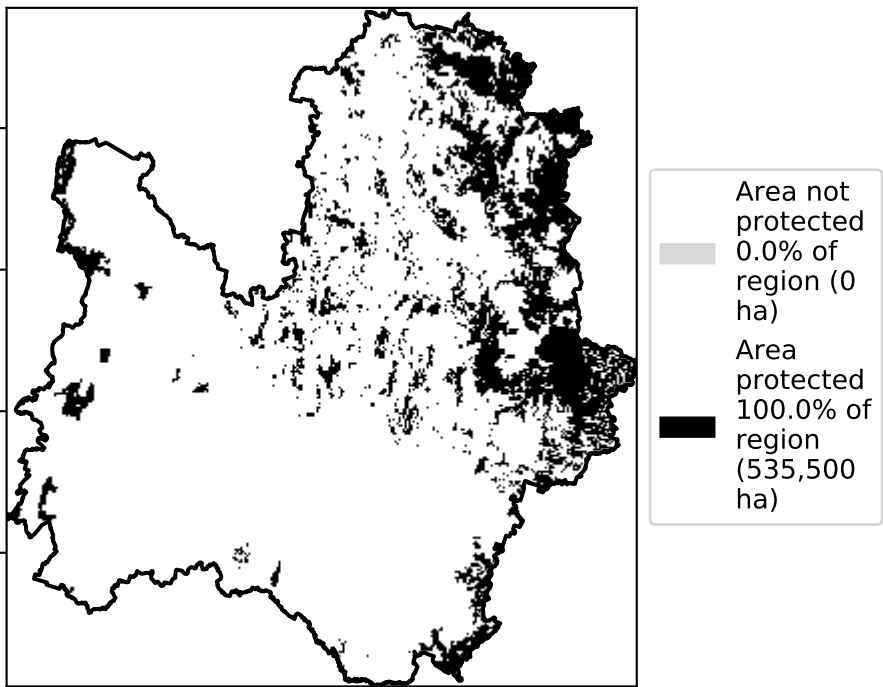 Area not
protected
0.0% of
region (0
ha)
Area
protected
100.0% of
region
(535,500
ha)